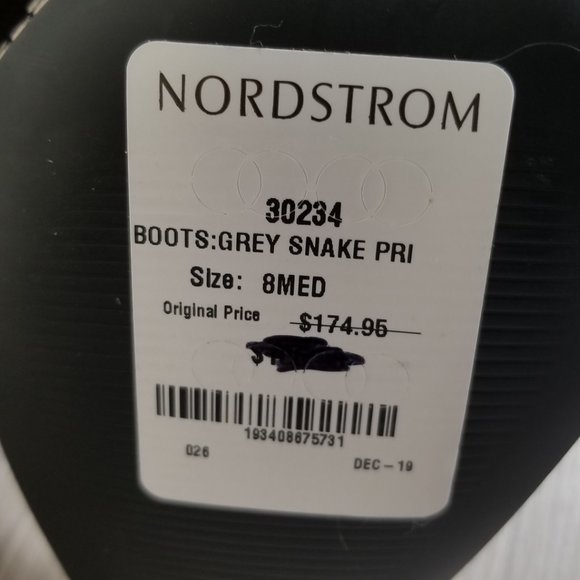 NORDSTROM
30234
BOOTS:GREY SNAKE PRI
Size: 8MED
Original Price $174.95
193408675731
026 DEC-19